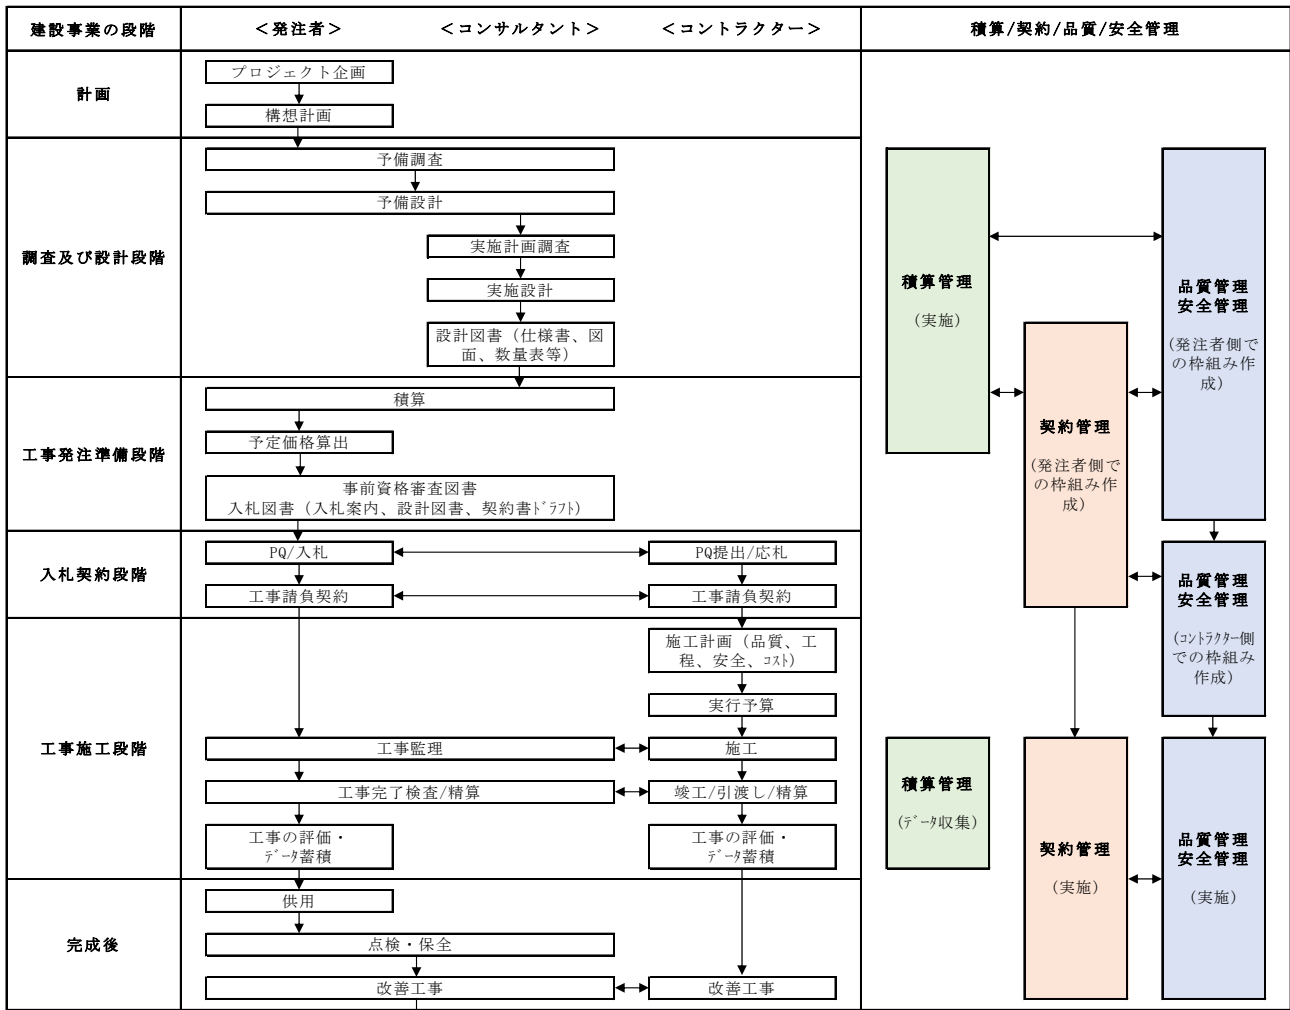 建設事業の段階
＜発注者＞
＜コンサルタント＞
＜コントラクター＞
積算/契約/品質/安全管理
計画
プロジェクト企画
構想計画
調査及び設計段階
予備調査
予備設計
実施計画調査
実施設計
設計図書（仕様書、図
面、数量表等）
工事発注準備段階
積算
予定価格算出
事前資格審査図書
入札図書（入札案内、設計図書、契約書ﾄﾞﾗﾌﾄ）
入札契約段階
PQ/入札
PQ提出/応札
工事請負契約
工事請負契約
工事施工段階
施工計画（品質、工
程、安全、ｺｽﾄ）
実行予算
工事監理
施工
工事完了検査/精算
竣工/引渡し/精算
工事の評価・
ﾃﾞｰﾀ蓄積
工事の評価・
ﾃﾞｰﾀ蓄積
完成後
供用
点検・保全
改善工事
改善工事
積算管理
（実施）
契約管理
（発注者側で
の枠組み作
成）
品質管理
安全管理
（発注者側で
の枠組み作
成）
品質管理
安全管理
（ｺﾝﾄﾗｸﾀｰ側
での枠組み
作成）
積算管理
（ﾃﾞｰﾀ収集）
契約管理
（実施）
品質管理
安全管理
（実施）